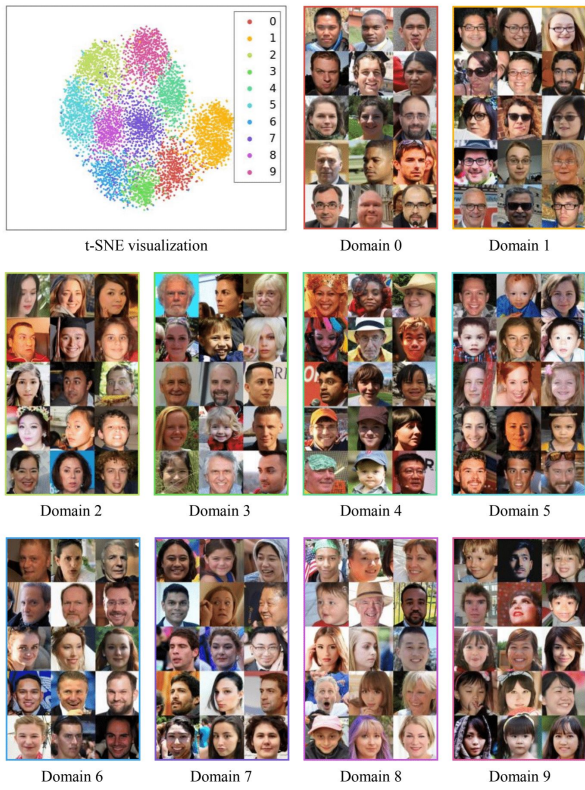 0
1
2
3
4
5
6
7
8
9
t-SNE visualization
Domain 0
Domain 1
Domain 2
Domain 3
Domain 4
Domain 5
Domain 6
Domain 7
Domain 8
Domain 9